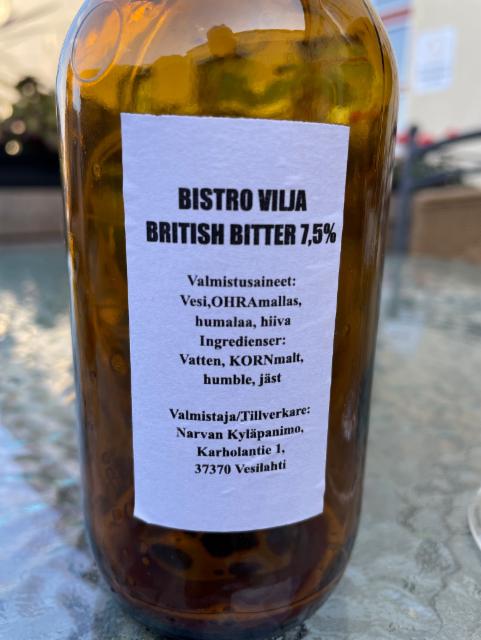 BISTRO VILJA
BRITISH BITTER 7,5%
Valmistusaineet:
Vesi,OHRAmallas,
humalaa, hiiva
Ingredienser:
Vatten, KORNmalt,
humble, jäst
Valmistaja/Tillverkare:
Narvan Kyläpanimo,
Karholantie 1,
37370 Vesilahti